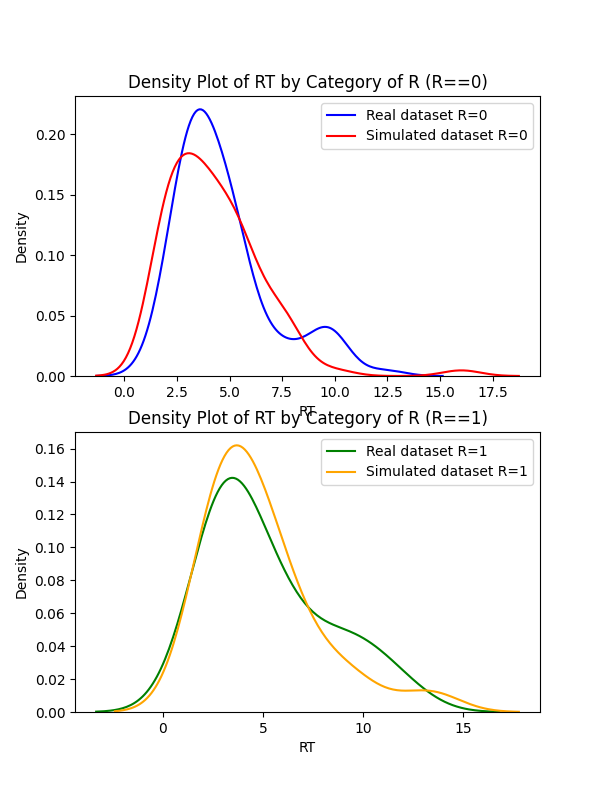 Density Plot of RT by Category of R (R==0)
Real dataset R=0
Simulated dataset R=0
Density
0.20
0.15
0.10
0.05
0.00
0.0 2.5 5.0 7.5 10.0 12.5 15.0 17.5
RT
Density Plot of RT by Category of R (R==1)
Real dataset R=1
Simulated dataset R=1
Density
0.16
0.14
0.12
0.10
0.08
0.06
0.04
0.02
0.00
0 5 10 15
RT